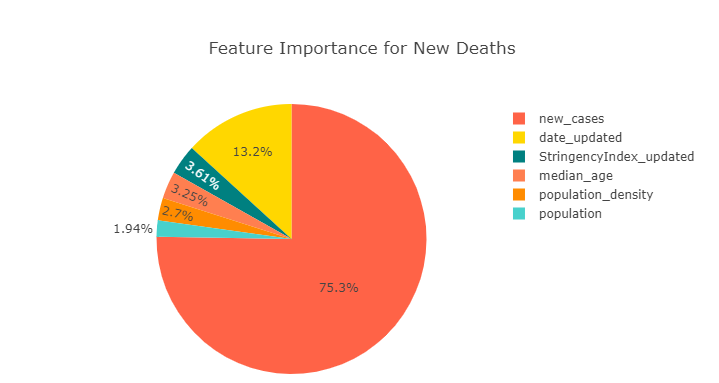 Feature Importance for New Deaths
new_cases
date_updated
StringencyIndex_updated
median_age
population_density
population
13.2%
3.61%
3.25%
2.7%
1.94%
75.3%